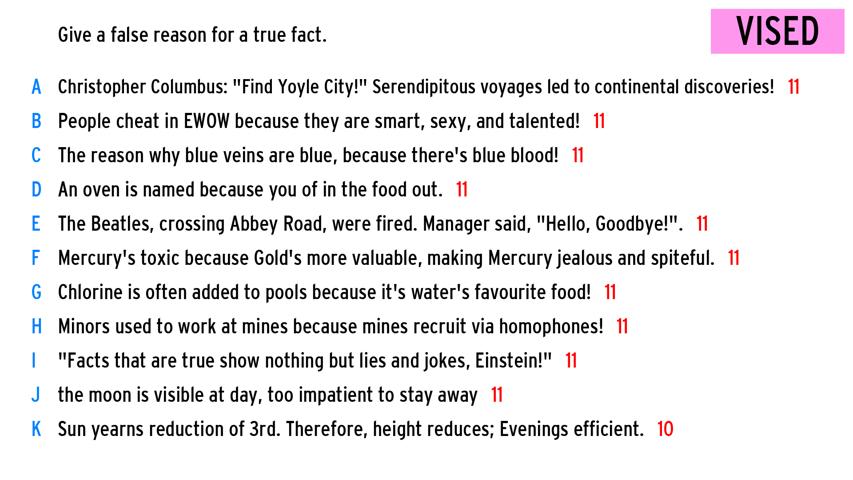 Give a false reason for a true fact.
VISED
A Christopher Columbus: "Find Yoyle City!" Serendipitous voyages led to continental discoveries! 11
B People cheat in EWOW because they are smart, sexy, and talented! 11
C The reason why blue veins are blue, because there's blue blood! 11
D An oven is named because you of in the food out. 11
E The Beatles, crossing Abbey Road, were fired. Manager said, "Hello, Goodbye!". 11
F Mercury's toxic because Gold's more valuable, making Mercury jealous and spiteful. 11
G Chlorine is often added to pools because it's water's favourite food! 11
H Minors used to work at mines because mines recruit via homophones! 11
I "Facts that are true show nothing but lies and jokes, Einstein!" 11
J the moon is visible at day, too impatient to stay away 11
K Sun yearns reduction of 3rd. Therefore, height reduces; Evenings efficient. 10